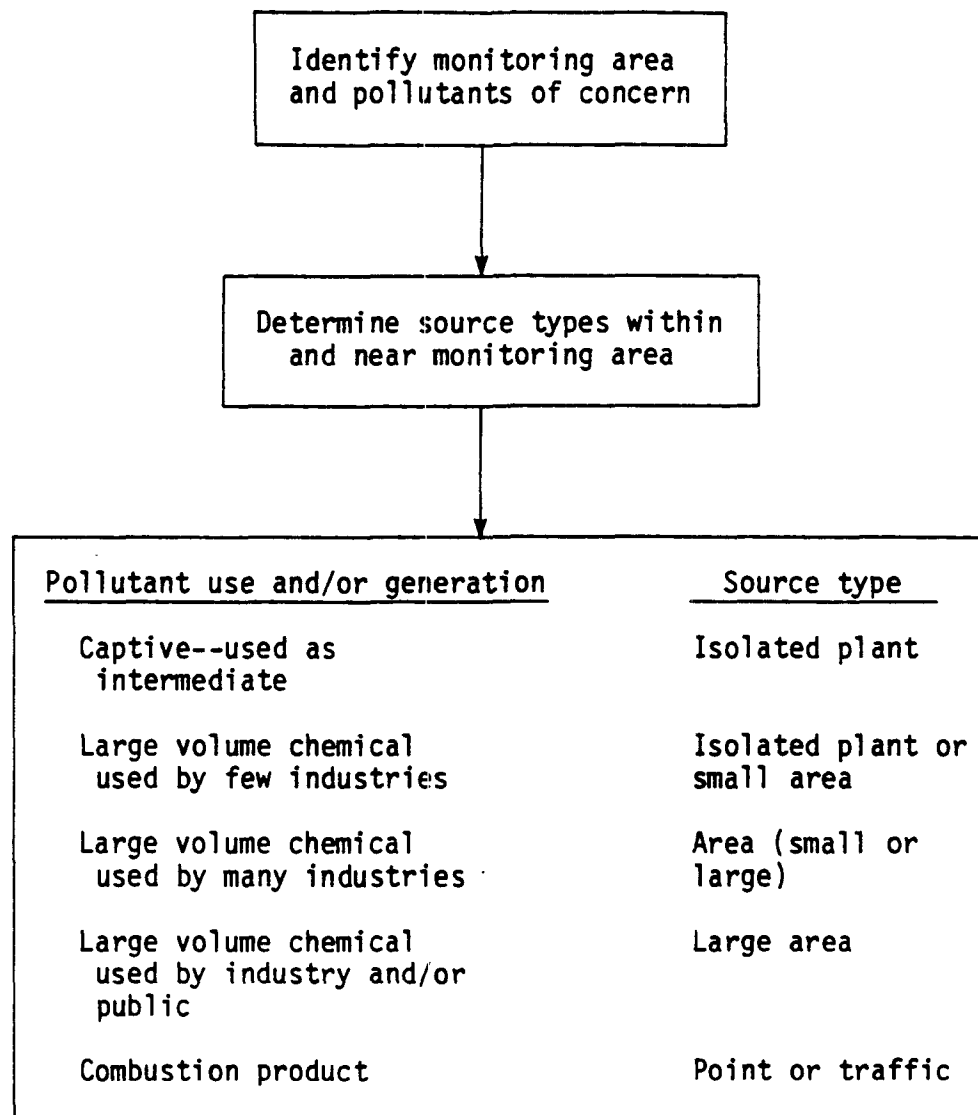 Identify monitoring area
and pollutants of concern
Determine source types within
and near monitoring area
Pollutant use and/or generation Source type
Captive--used as Isolated plant
intermediate
Large volume chemical Isolated plant or
used by few industries small area
Large volume chemical Area (small or
used by many industries large)
Large volume chemical Large area
used by industry and/or
public
Combustion product Point or traffic